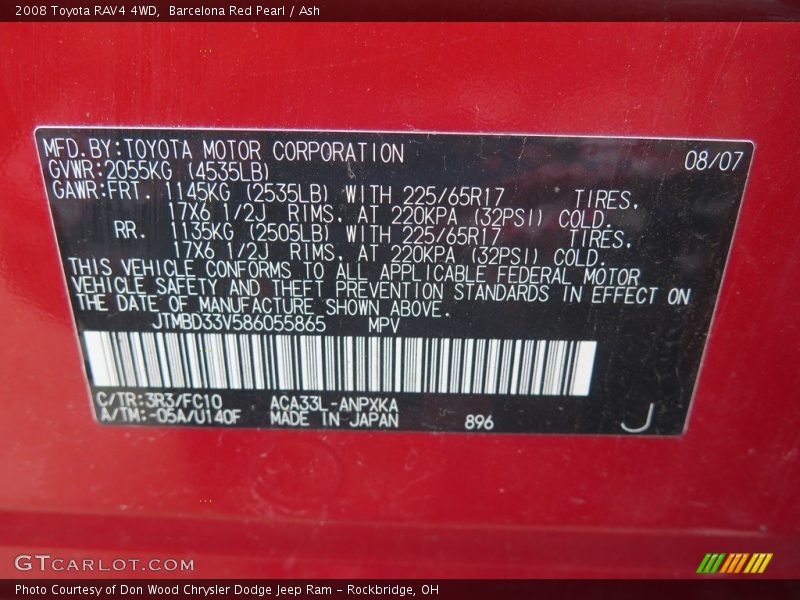 2008 Toyota RAV4 4WD,  Barcelona Red Pearl / Ash
MFD.BY:TOYOTA MOTOR CORPORATION 08/07
GVWR:2055KG (4535LB)
GAWR:FRT. 1145KG (2535LB) WITH 225/65R17 TIRES,
17X6 1/2J RIMS, AT 220KPA (32PSI) COLD.
RR. 1135KG (2505LB) WITH 225/65R17 TIRES,
17X6 1/2J RIMS, AT 220KPA (32PSI) COLD.
THIS VEHICLE CONFORMS TO ALL APPLICABLE FEDERAL MOTOR
VEHICLE SAFETY AND THEFT PREVENTION STANDARDS IN EFFECT ON
THE DATE OF MANUFACTURE SHOWN ABOVE.
JTMBD33V586055865 MPV
C/TR:3R3/FC10 ACA33L-ANPXKA
A/TM:-05A/U140F MADE IN JAPAN 896 J
GTCARLOT.COM
Photo Courtesy of Don Wood Chrysler Dodge Jeep Ram - Rockbridge, OH